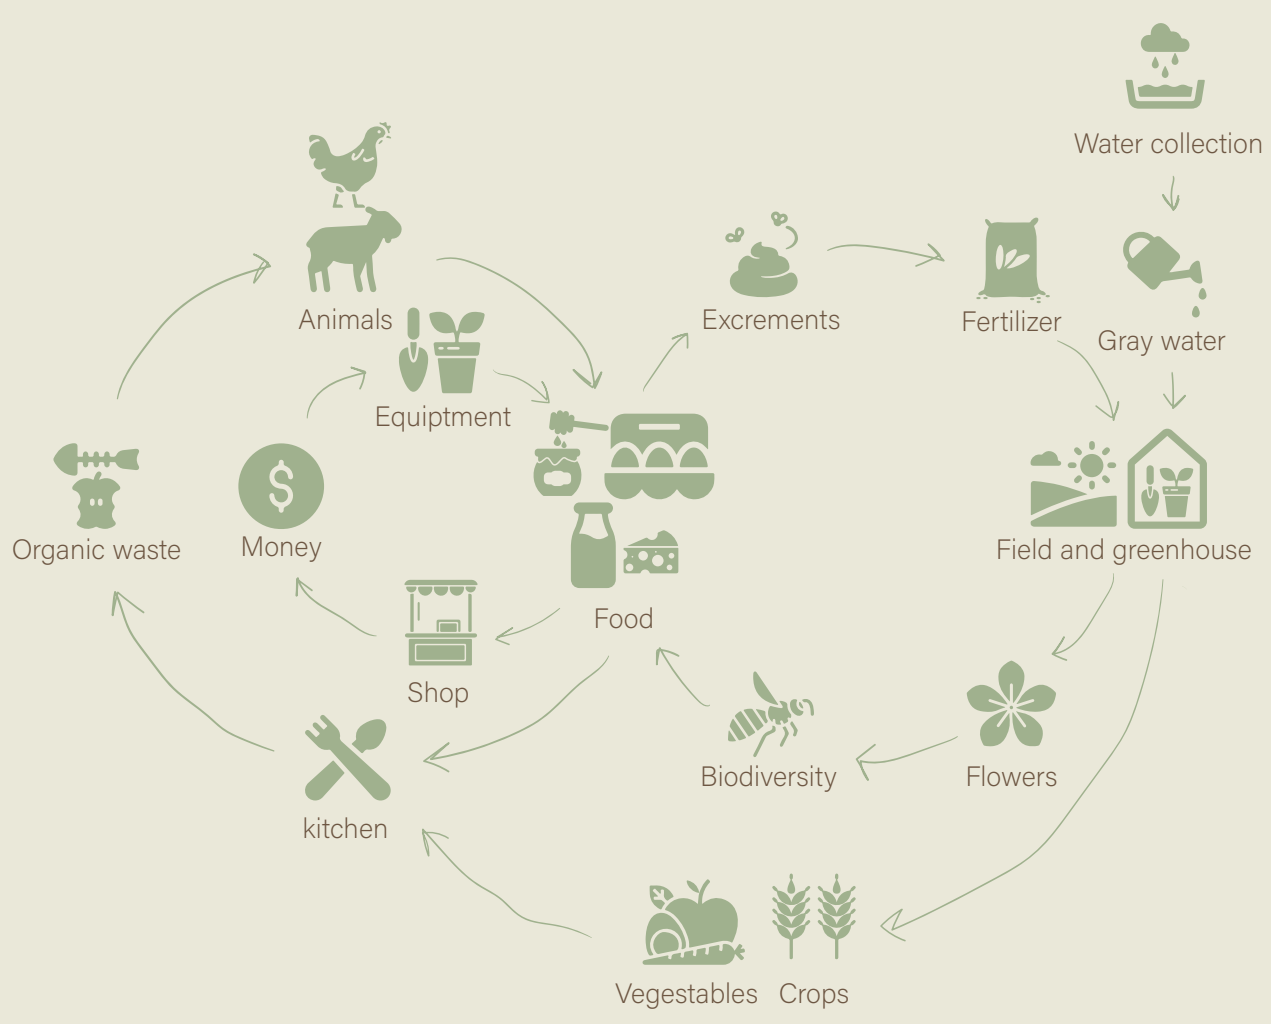 Water collection
Animals
Excrements
Fertilizer
Gray water
Equiptment
$
Organic waste
Money
Field and greenhouse
Food
Shop
Biodiversity
Flowers
kitchen
Vegestables
Crops